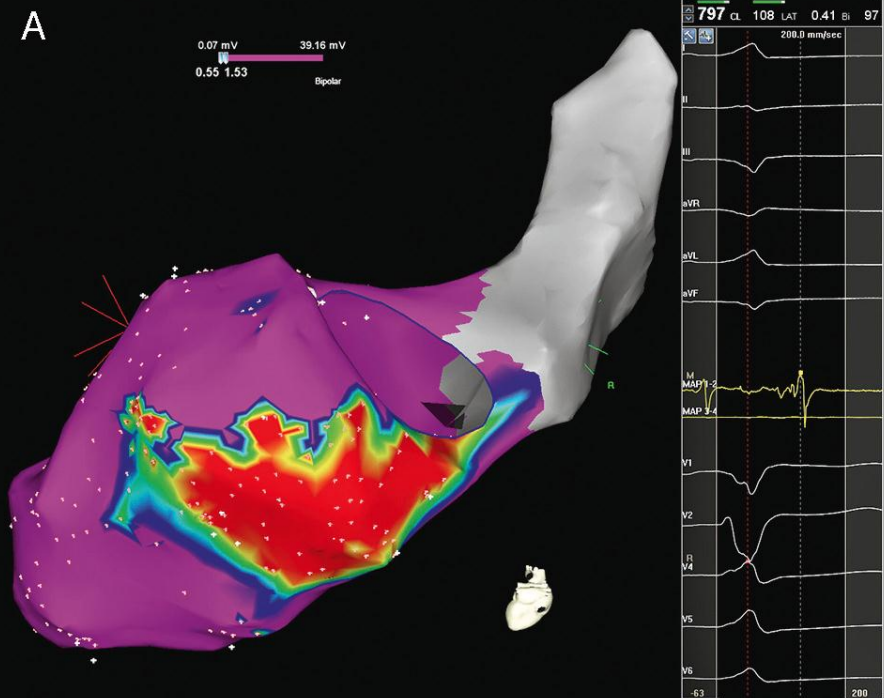 A
0.07 mV 39.16 mV
0.55 1.53
Bipolar
R
797 CL 108 LAT 0.41 Bi 97
200.0 mm/sec
I
II
III
aVR
aVL
aVF
M
MAP 1-2
MAP 3-4
V1
V2
R
V4
V5
V6
-63 200